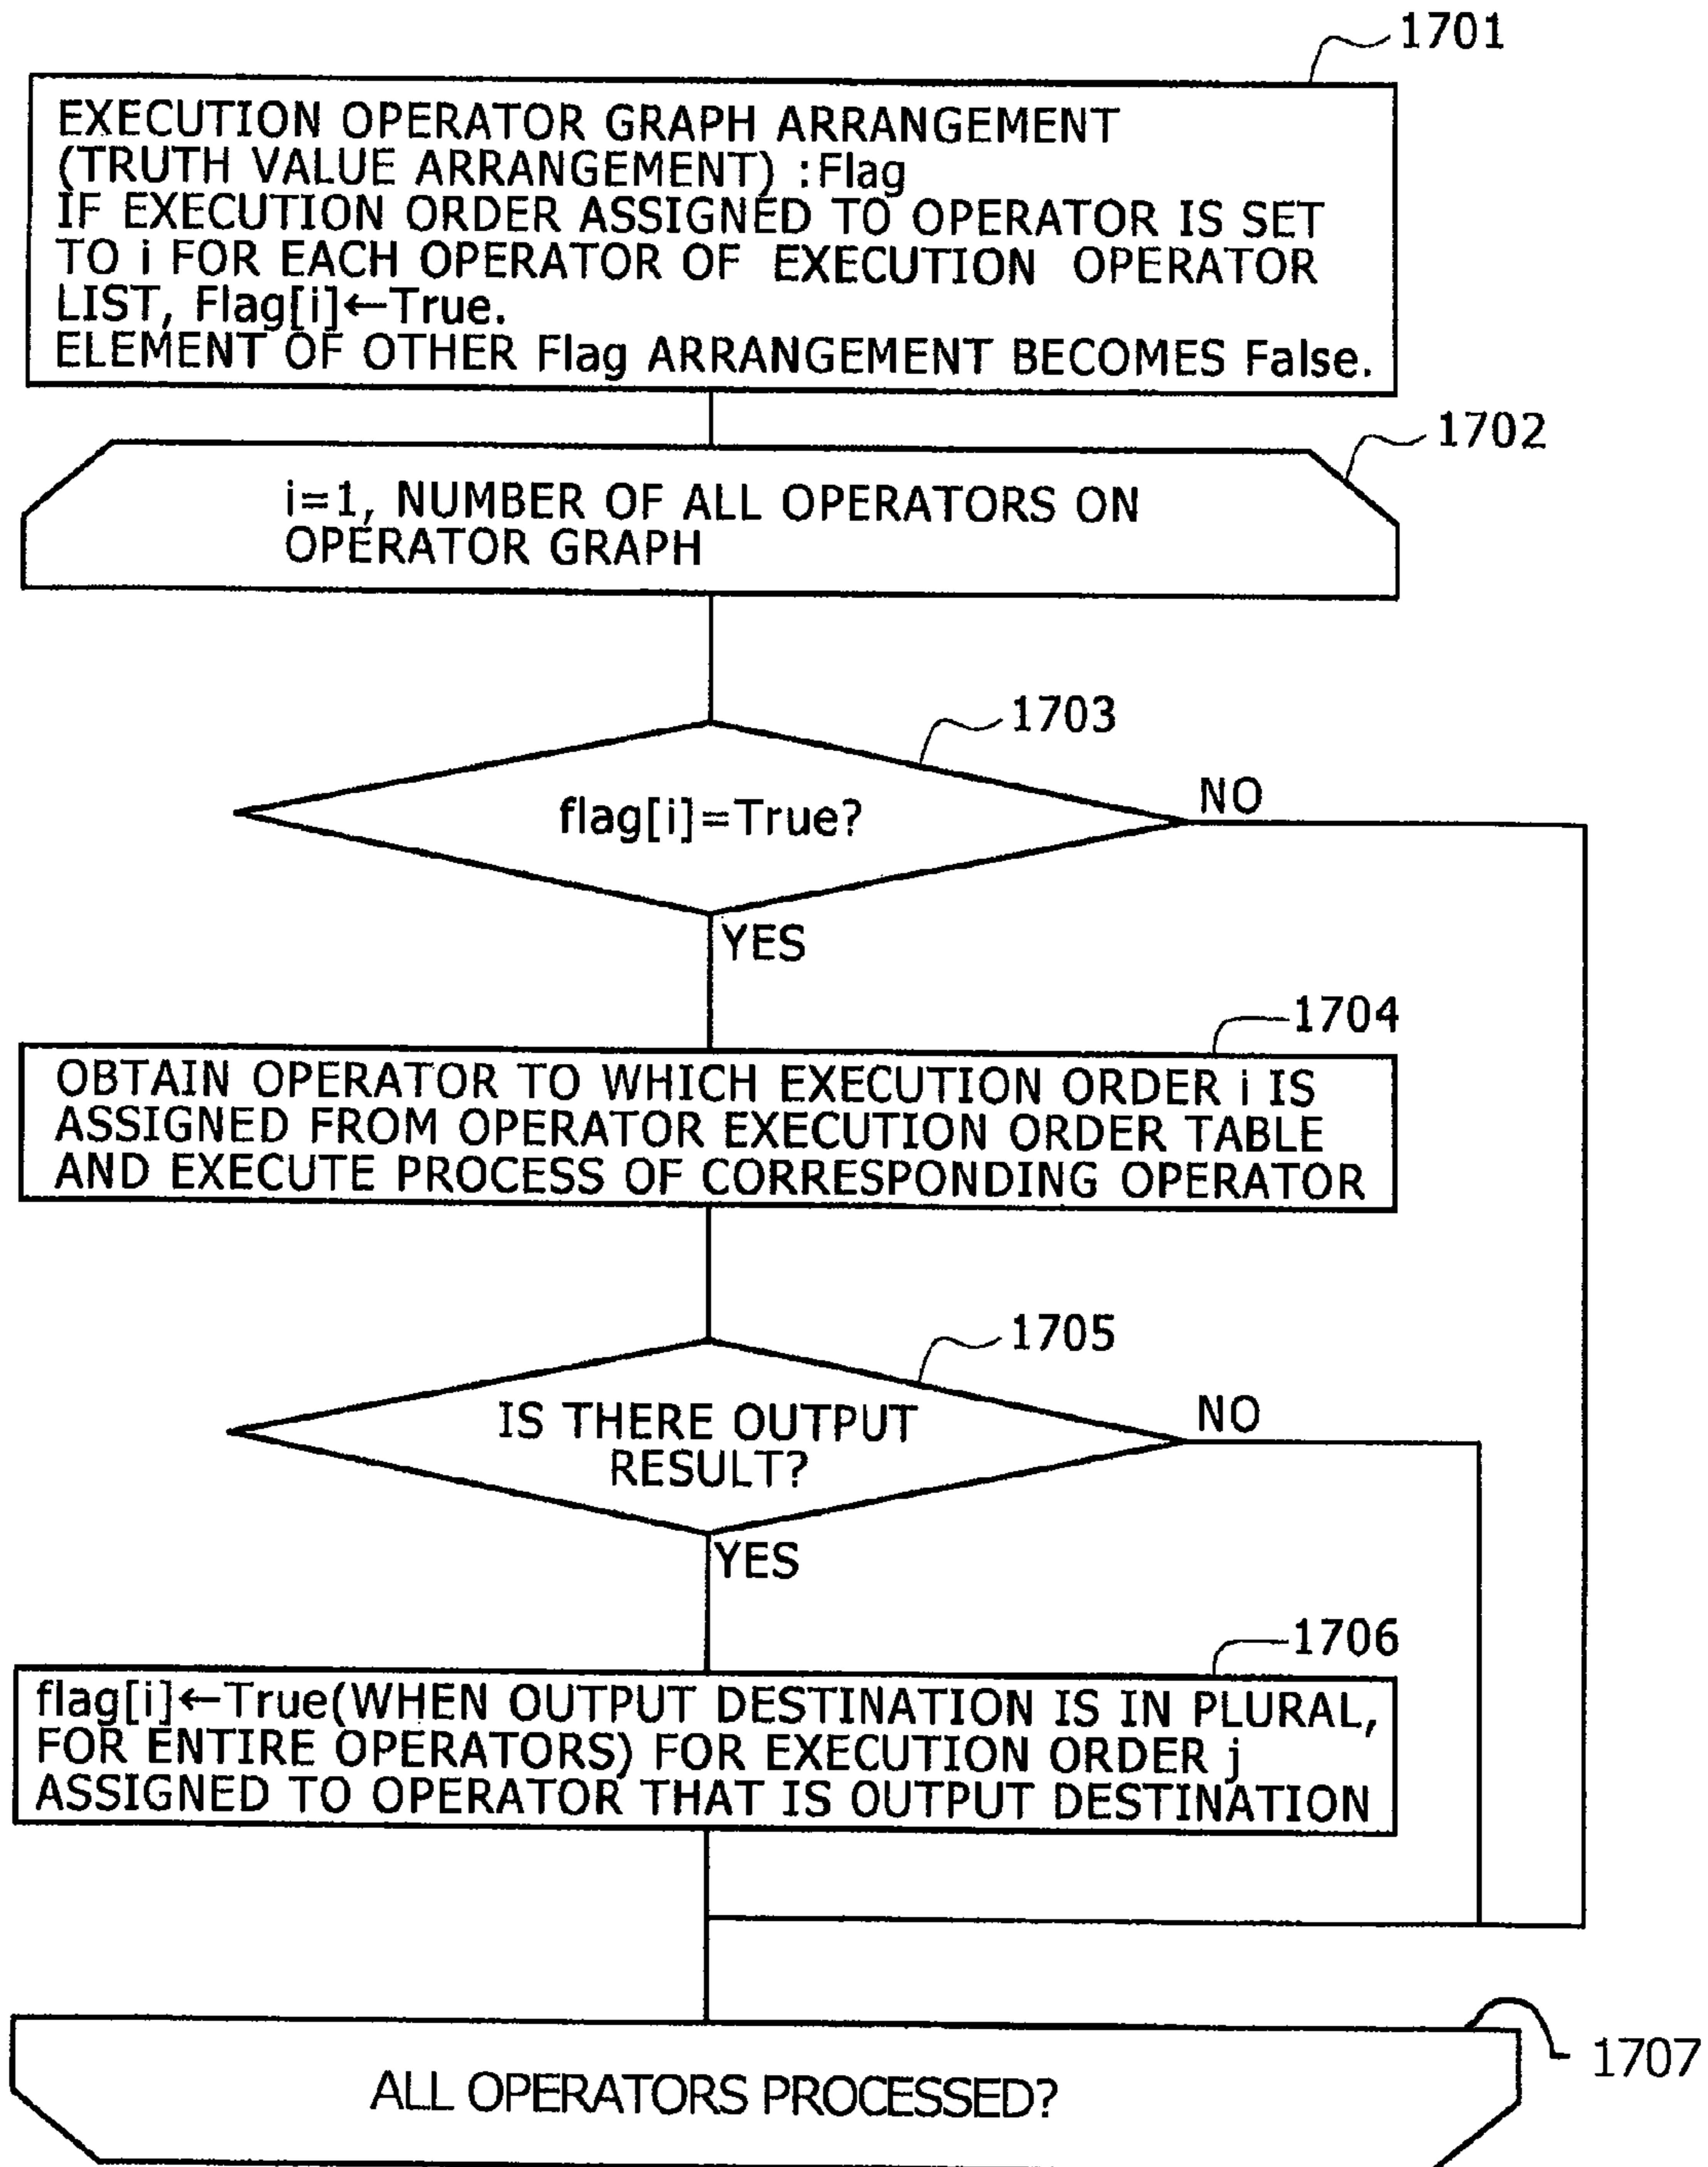 1701
EXECUTION OPERATOR GRAPH ARRANGEMENT
(TRUTH VALUE ARRANGEMENT) :Flag
IF EXECUTION ORDER ASSIGNED TO OPERATOR IS SET
TO i FOR EACH OPERATOR OF EXECUTION OPERATOR
LIST, Flag[i]←True.
ELEMENT OF OTHER Flag ARRANGEMENT BECOMES False.
1702
i=1, NUMBER OF ALL OPERATORS ON
OPERATOR GRAPH
1703
flag[i]=True?
NO
YES
1704
OBTAIN OPERATOR TO WHICH EXECUTION ORDER i IS
ASSIGNED FROM OPERATOR EXECUTION ORDER TABLE
AND EXECUTE PROCESS OF CORRESPONDING OPERATOR
1705
IS THERE OUTPUT
RESULT?
NO
YES
1706
flag[i]←True(WHEN OUTPUT DESTINATION IS IN PLURAL,
FOR ENTIRE OPERATORS) FOR EXECUTION ORDER j
ASSIGNED TO OPERATOR THAT IS OUTPUT DESTINATION
1707
ALL OPERATORS PROCESSED?